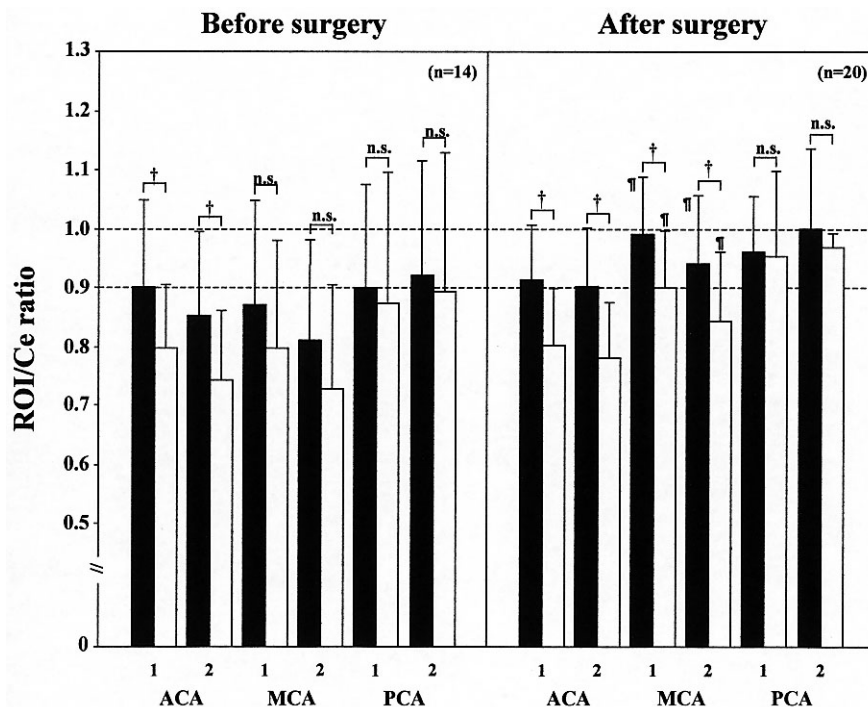 Before surgery
After surgery
(n=14)
(n=20)
ROI/Ce ratio
1.3
1.2
1.1
1.0
0.9
0.8
0.7
0.6
0.5
//
0
†
†
n.s.
n.s.
n.s.
n.s.
†
†
¶
†
¶
¶
†
¶
n.s.
n.s.
1 2 1 2 1 2 1 2 1 2 1 2
ACA MCA PCA ACA MCA PCA